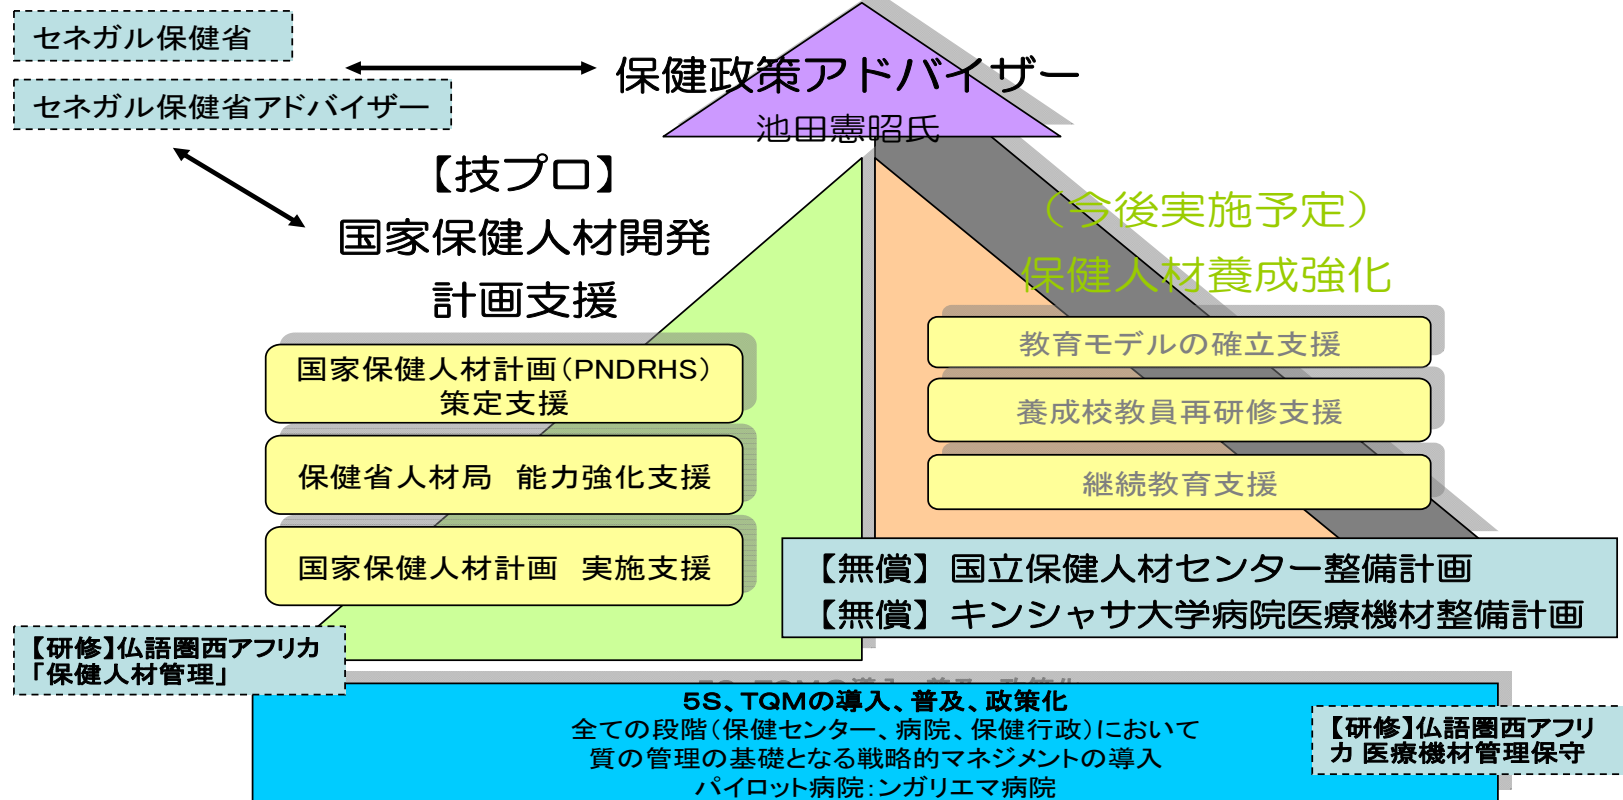 セネガル保健省
セネガル保健省アドバイザー
保健政策アドバイザー
池田憲昭氏
【技プロ】
国家保健人材開発
計画支援
国家保健人材計画(PNDRHS)
策定支援
保健省人材局 能力強化支援
国家保健人材計画 実施支援
(今後実施予定)
保健人材養成強化
教育モデルの確立支援
養成校教員再研修支援
継続教育支援
【無償】国立保健人材センター整備計画
【無償】キンシャサ大学病院医療機材整備計画
【研修】仏語圏西アフリカ
「保健人材管理」
5S、TQMの導入、普及、政策化
全ての段階(保健センター、病院、保健行政)において
質の管理の基礎となる戦略的マネジメントの導入
パイロット病院:ンガリエマ病院
【研修】仏語圏西アフリ
カ 医療機材管理保守